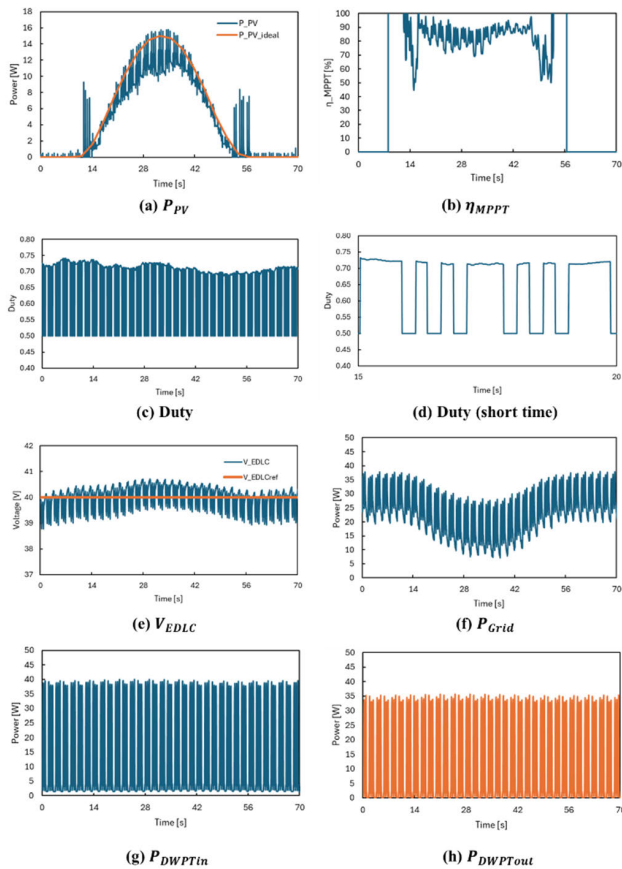 18
16
14
12
10
8
6
4
2
0
Power [W]
P_PV
P_PV_ideal
0 14 28 42 56 70
Time [s]
(a) P_PV
100
90
80
70
60
50
40
30
20
10
0
η_MPPT [%]
0 14 28 42 56 70
Time [s]
(b) η_MPPT
0.80
0.75
0.70
0.65
0.60
0.55
0.50
0.45
0.40
Duty
0 14 28 42 56 70
Time [s]
(c) Duty
0.80
0.75
0.70
0.65
0.60
0.55
0.50
0.45
0.40
Duty
15 20
Time [s]
(d) Duty (short time)
42
41
40
39
38
37
Voltage [V]
V_EDLC
V_EDLCref
0 14 28 42 56 70
Time [s]
(e) V_EDLC
50
45
40
35
30
25
20
15
10
5
0
Power [W]
0 14 28 42 56 70
Time [s]
(f) P_Grid
50
45
40
35
30
25
20
15
10
5
0
Power [W]
0 14 28 42 56 70
Time [s]
(g) P_DWPTin
50
45
40
35
30
25
20
15
10
5
0
Power [W]
0 14 28 42 56 70
Time [s]
(h) P_DWPTout